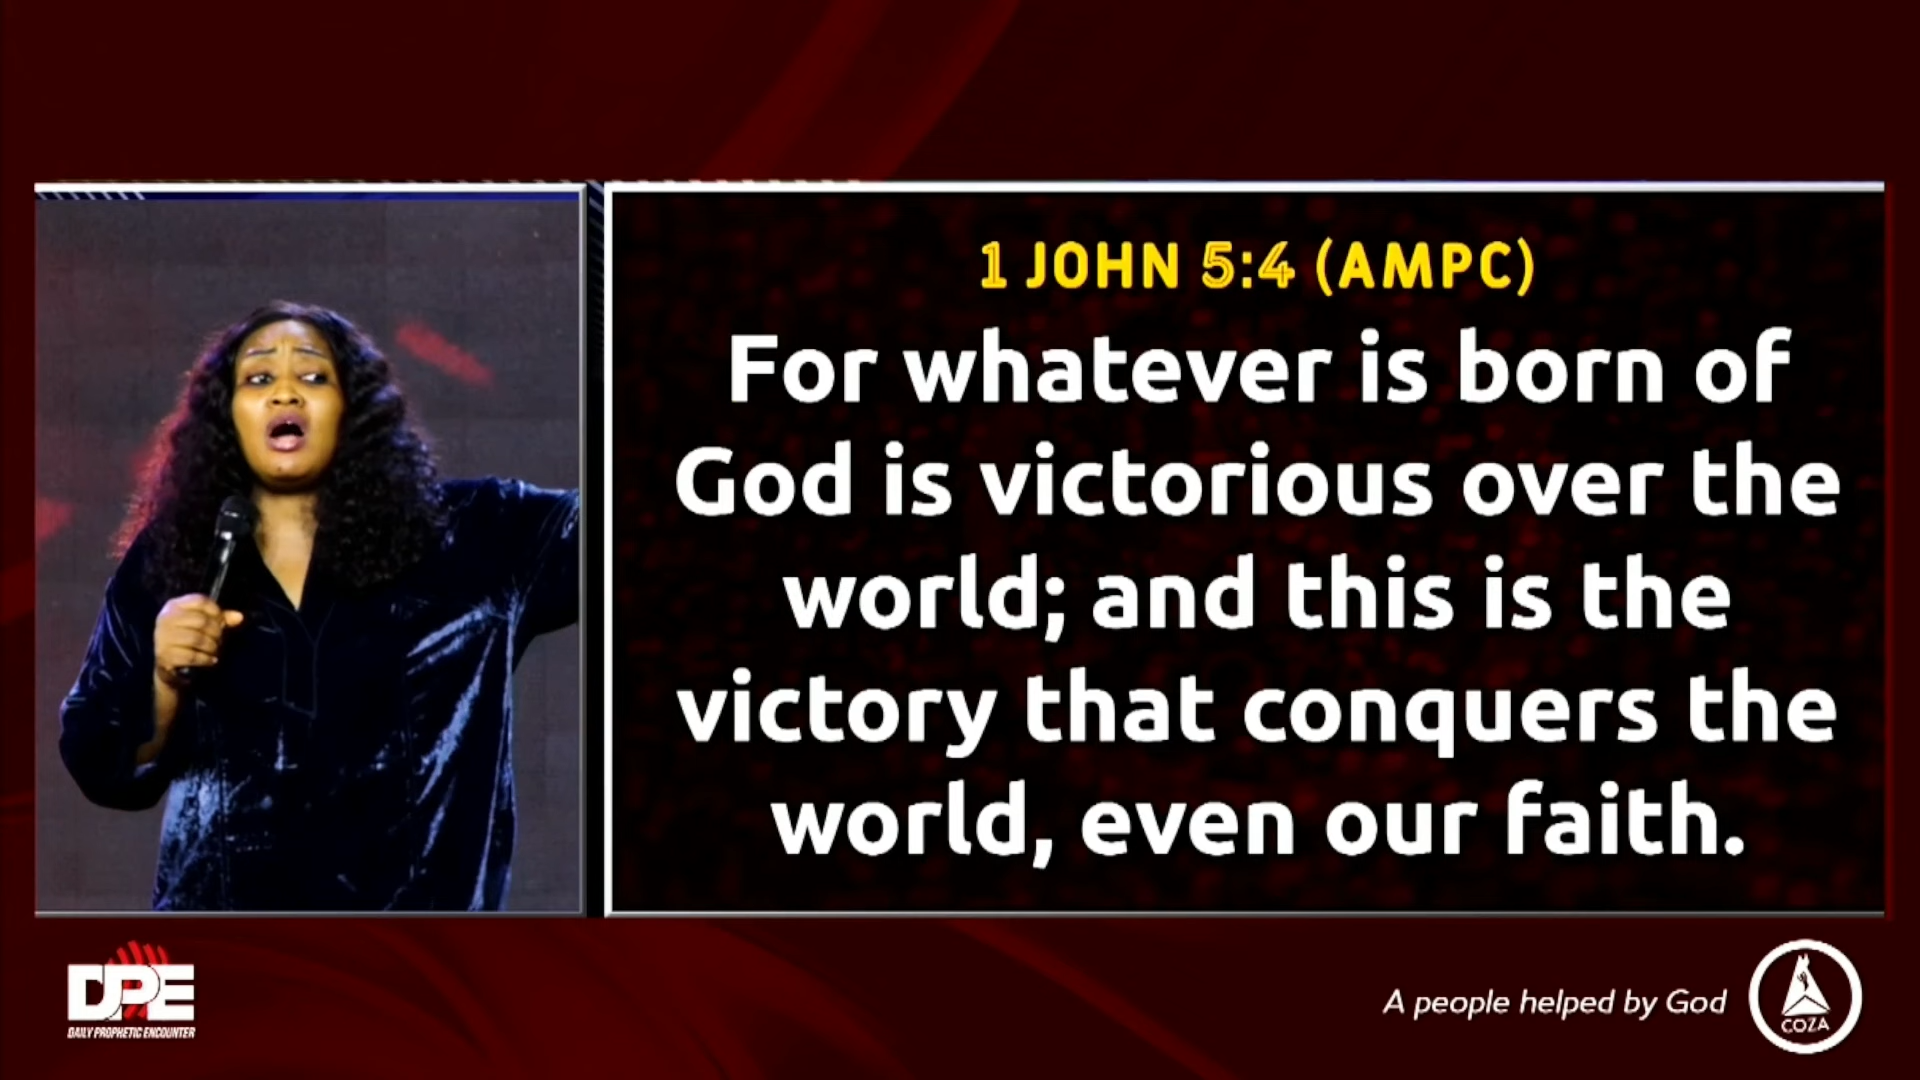 1 JOHN 5:4 (AMPC)
For whatever is born of
God is victorious over the
world; and this is the
victory that conquers the
world, even our faith.
DPE
DAILY PROPHETIC ENCOUNTER
A people helped by God
COZA